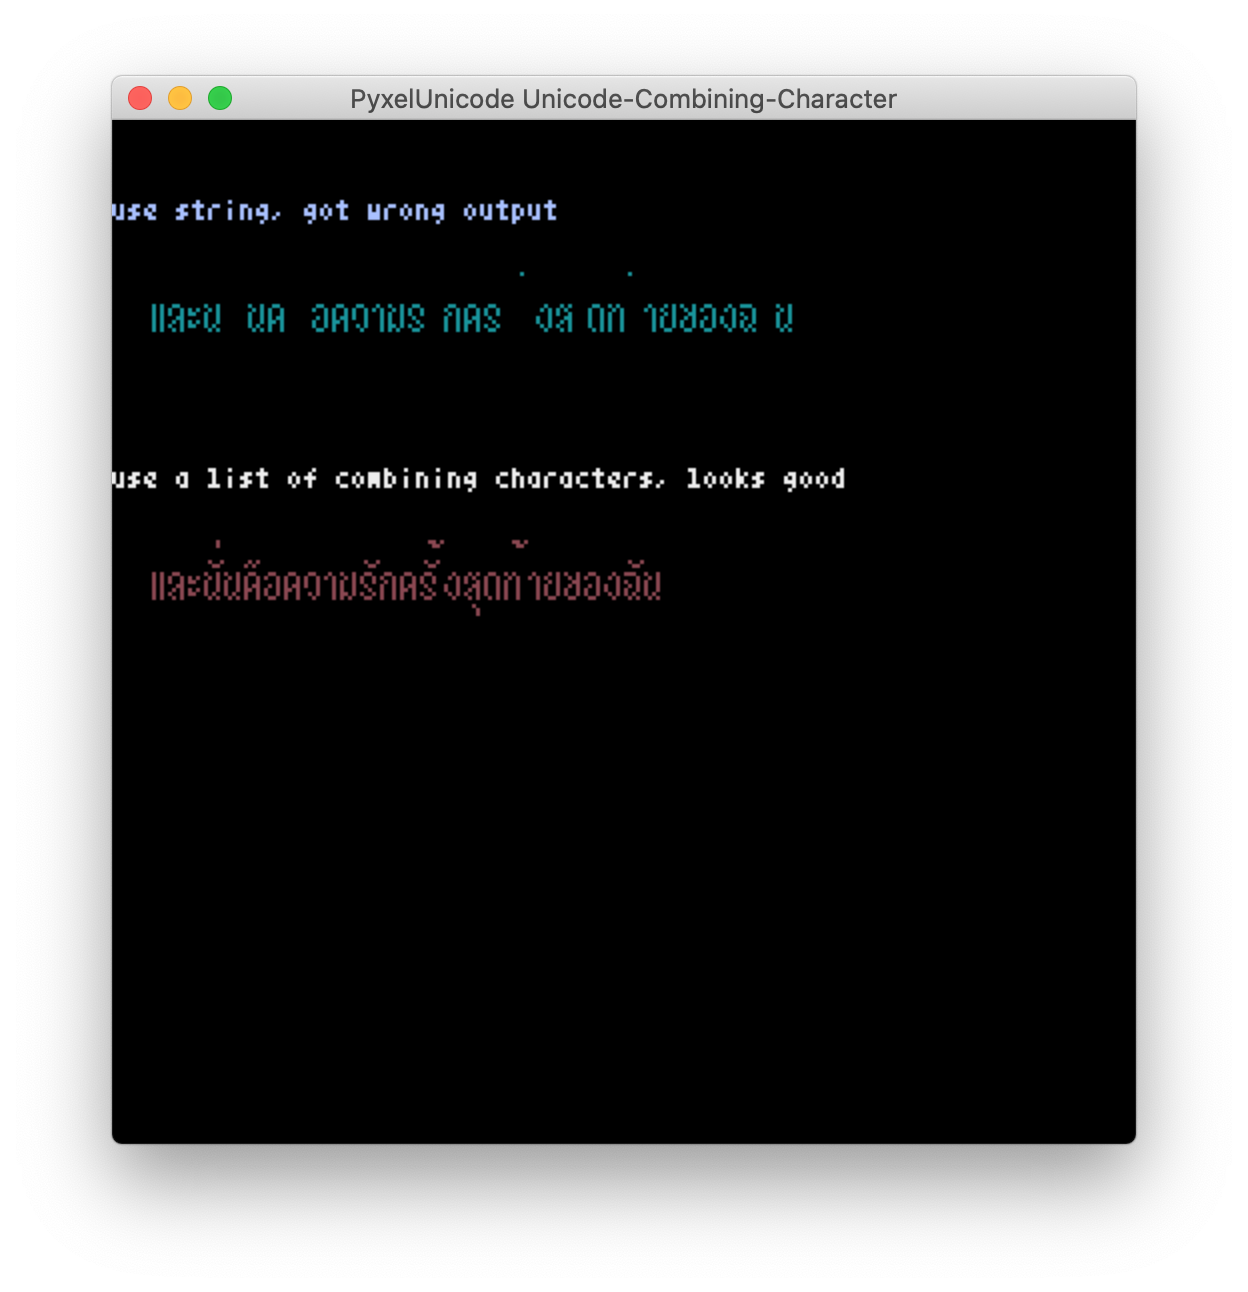 PyxelUnicode Unicode-Combining-Character
use string, got wrong output
และน นค อความร กคร งส ดท ายของฉ น
use a list of combining characters, looks good
และนั่นคือความรักครั้งสุดท้ายของฉัน